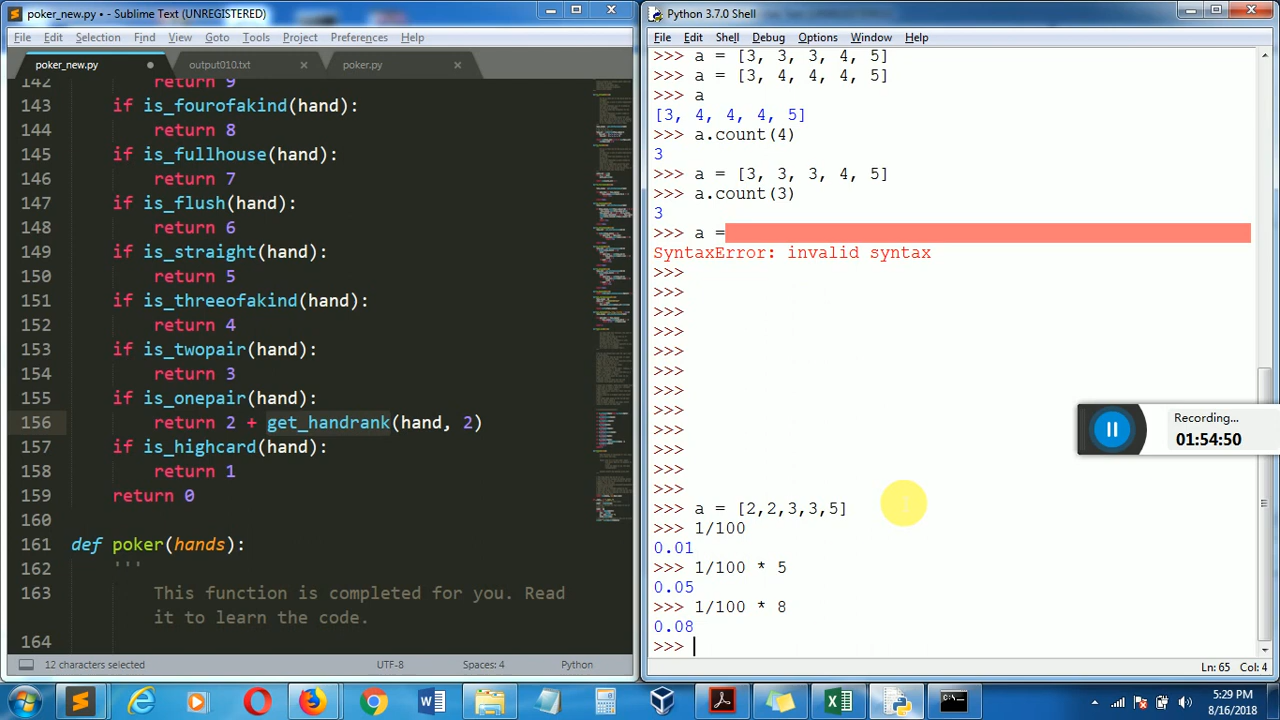 poker_new.py • - Sublime Text (UNREGISTERED)
File Edit Selection Find View Goto Tools Project Preferences Help
poker_new.py output010.txt poker.py
142 return 9
143 if is_fourofakind(hand):
144 return 8
145 if is_fullhouse(hand):
146 return 7
147 if is_flush(hand):
148 return 6
149 if is_straight(hand):
150 return 5
151 if is_threeofakind(hand):
152 return 4
153 if is_twopair(hand):
154 return 3
155 if is_onepair(hand):
156 return 2 + get_handrank(hand, 2)
157 if is_highcard(hand):
158 return 1
159 return 0
160
161 def poker(hands):
162 '''
163 This function is completed for you. Read
it to learn the code.
164
12 characters selected UTF-8 Spaces: 4 Python
Python 3.7.0 Shell
File Edit Shell Debug Options Window Help
>>> a = [3, 3, 3, 4, 5]
>>> a = [3, 4, 4, 4, 5]
>>> a
[3, 4, 4, 4, 5]
>>> a.count(4)
3
>>> a = [3, 3, 3, 4, 5]
>>> a.count(3)
3
>>> a =
SyntaxError: invalid syntax
>>>
>>>
>>>
>>>
>>>
>>>
>>>
>>>
>>>
>>>
>>>
>>> a = [2,2,3,3,5]
>>> 1/100
0.01
>>> 1/100 * 5
0.05
>>> 1/100 * 8
0.08
>>>
Ln: 65 Col: 4
Recording...
01:54:50
5:29 PM
8/16/2018